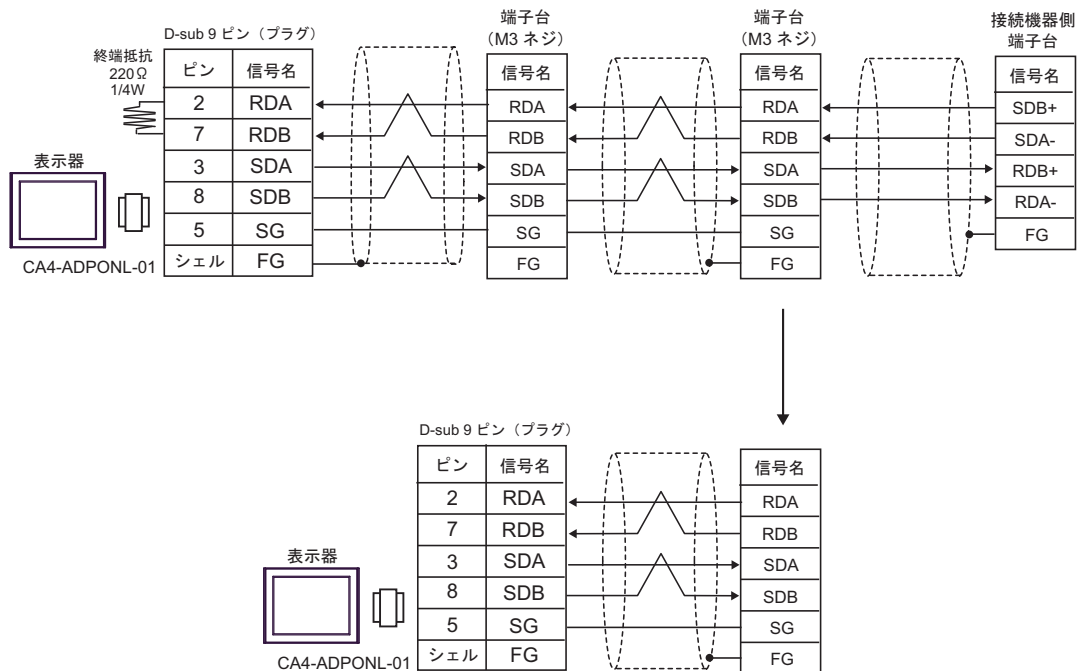 D-sub 9 ピン（プラグ）
終端抵抗
220Ω
1/4W
ピン 信号名
2 RDA
7 RDB
3 SDA
8 SDB
5 SG
シェル FG
表示器
CA4-ADPONL-01
端子台
（M3 ネジ）
信号名
RDA
RDB
SDA
SDB
SG
FG
端子台
（M3 ネジ）
信号名
RDA
RDB
SDA
SDB
SG
FG
接続機器側
端子台
信号名
SDB+
SDA-
RDB+
RDA-
FG
D-sub 9 ピン（プラグ）
ピン 信号名
2 RDA
7 RDB
3 SDA
8 SDB
5 SG
シェル FG
表示器
CA4-ADPONL-01
信号名
RDA
RDB
SDA
SDB
SG
FG